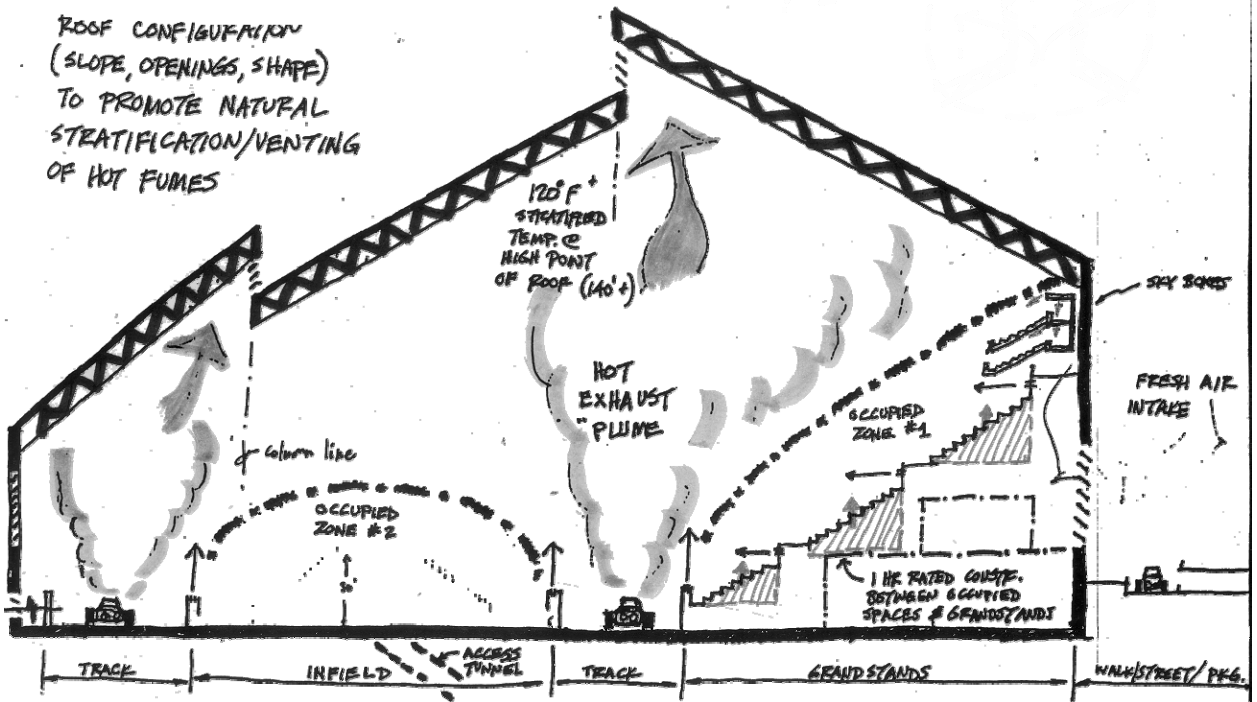 ROOF CONFIGURATION
(SLOPE, OPENINGS, SHAPE)
TO PROMOTE NATURAL
STRATIFICATION/VENTING
OF HOT FUMES
120°F +
STRATIFIED
TEMP. @
HIGH POINT
OF ROOF (140'+)
SKY BOXES
HOT
EXHAUST
PLUME
FRESH AIR
INTAKE
OCCUPIED
ZONE #1
column line
OCCUPIED
ZONE #2
30'
1 HR RATED CONSTR.
BETWEEN OCCUPIED
SPACES & GRANDSTANDS
ACCESS
TUNNEL
TRACK
INFIELD
TRACK
GRANDSTANDS
WALK/STREET/PKG.